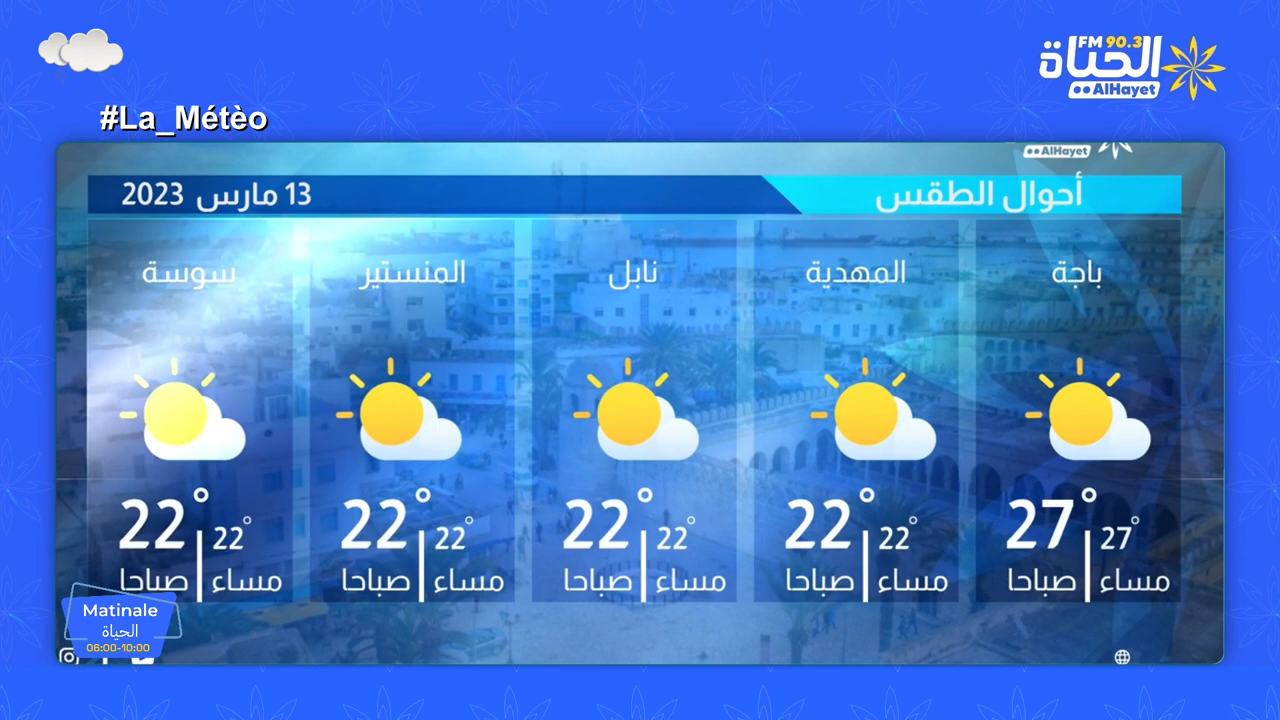 FM 90.3
الحياة
AlHayet
#La_Métèo
AlHayet
أحوال الطقس
13 مارس 2023
باجة
المهدية
نابل
المنستير
سوسة
27° 27°
صباحا مساء
22° 22°
صباحا مساء
22° 22°
صباحا مساء
22° 22°
صباحا مساء
22° 22°
صباحا مساء
Matinale
الحياة
06:00-10:00